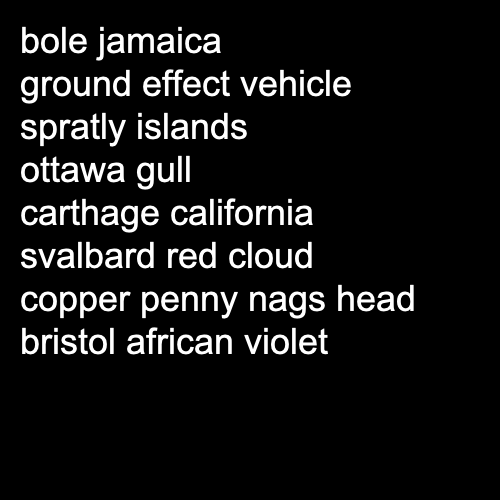 bole jamaica
ground effect vehicle
spratly islands
ottawa gull
carthage california
svalbard red cloud
copper penny nags head
bristol african violet